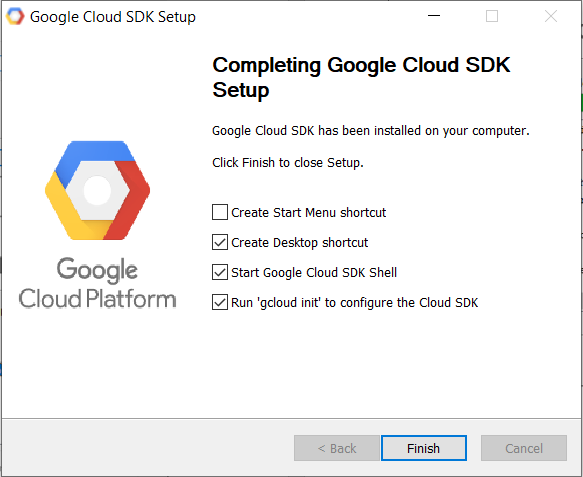 Google Cloud SDK Setup
Completing Google Cloud SDK
Setup
Google Cloud SDK has been installed on your computer.
Click Finish to close Setup.
Create Start Menu shortcut
Create Desktop shortcut
Start Google Cloud SDK Shell
Run 'gcloud init' to configure the Cloud SDK
Google
Cloud Platform
< Back
Finish
Cancel